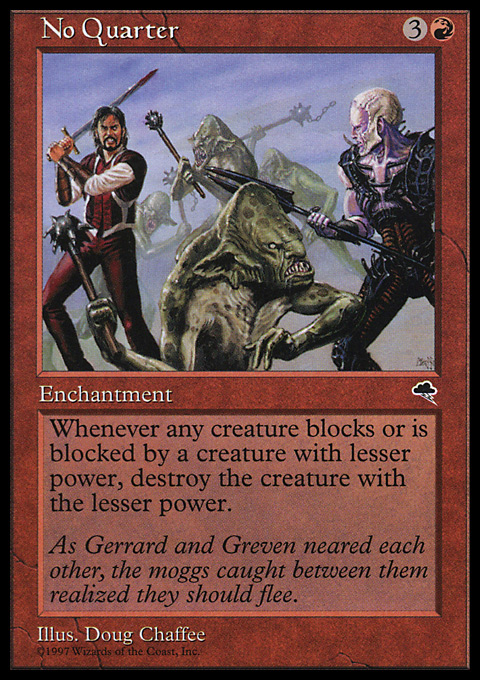 No Quarter 3
Enchantment
Whenever any creature blocks or is
blocked by a creature with lesser
power, destroy the creature with
the lesser power.
As Gerrard and Greven neared each
other, the moggs caught between them
realized they should flee.
Illus. Doug Chaffee
©1997 Wizards of the Coast, Inc.